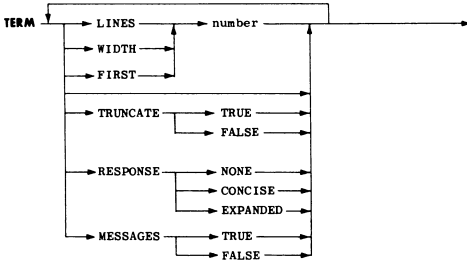 TERM LINES number
WIDTH
FIRST
TRUNCATE TRUE
FALSE
RESPONSE NONE
CONCISE
EXPANDED
MESSAGES TRUE
FALSE